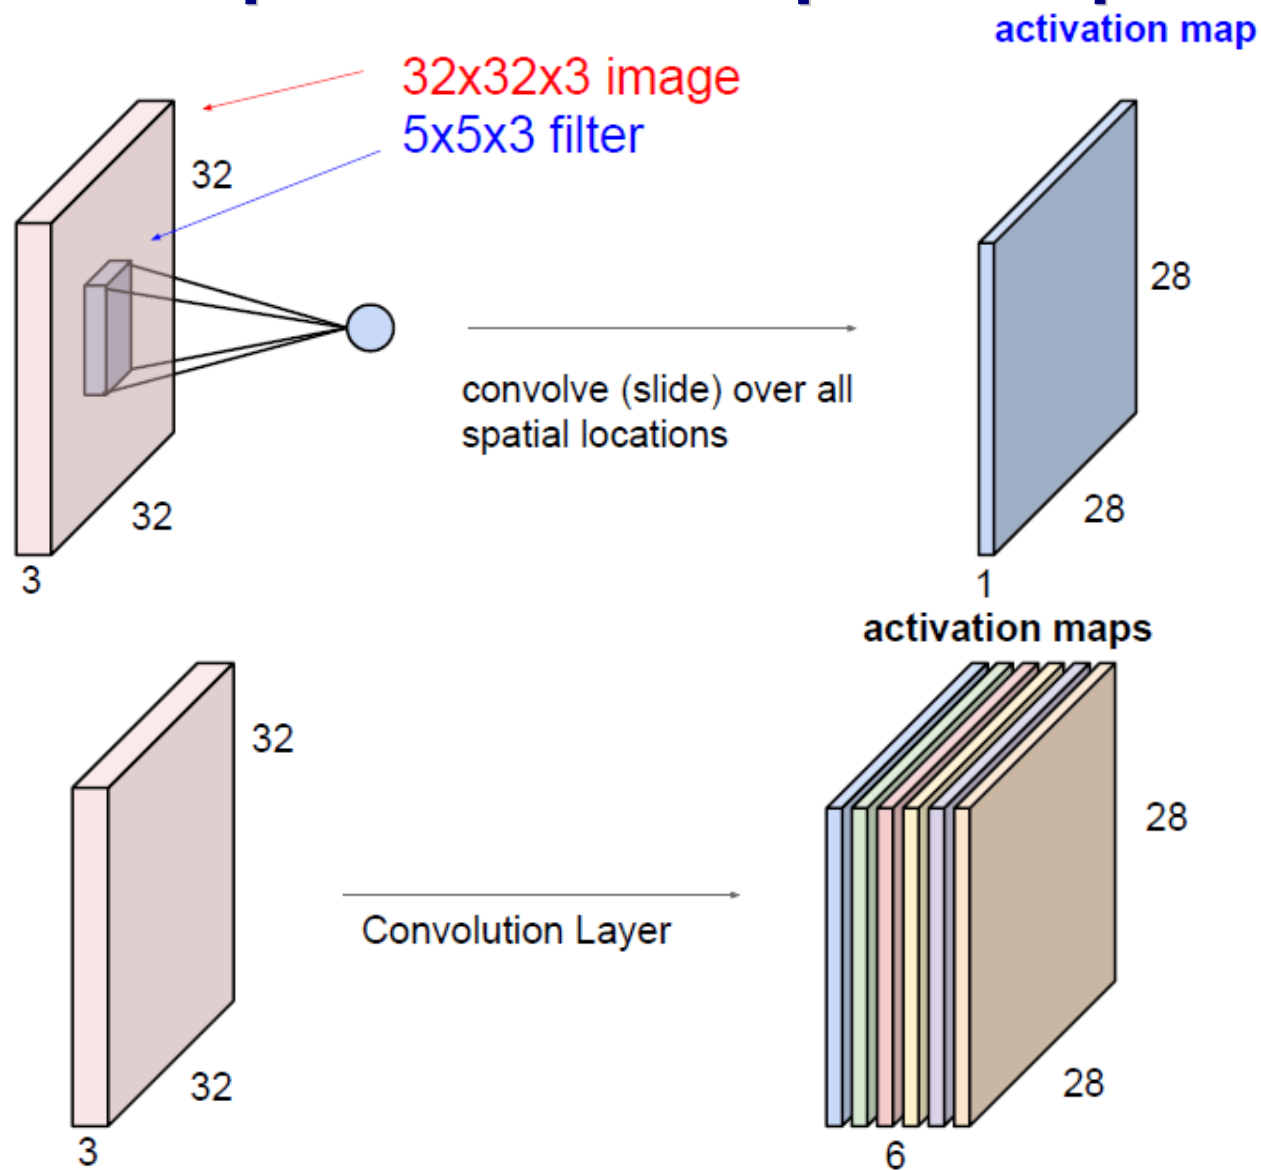 activation map
32x32x3 image
5x5x3 filter
32
28
convolve (slide) over all
spatial locations
32
28
3
1
activation maps
32
28
Convolution Layer
32
28
3
6